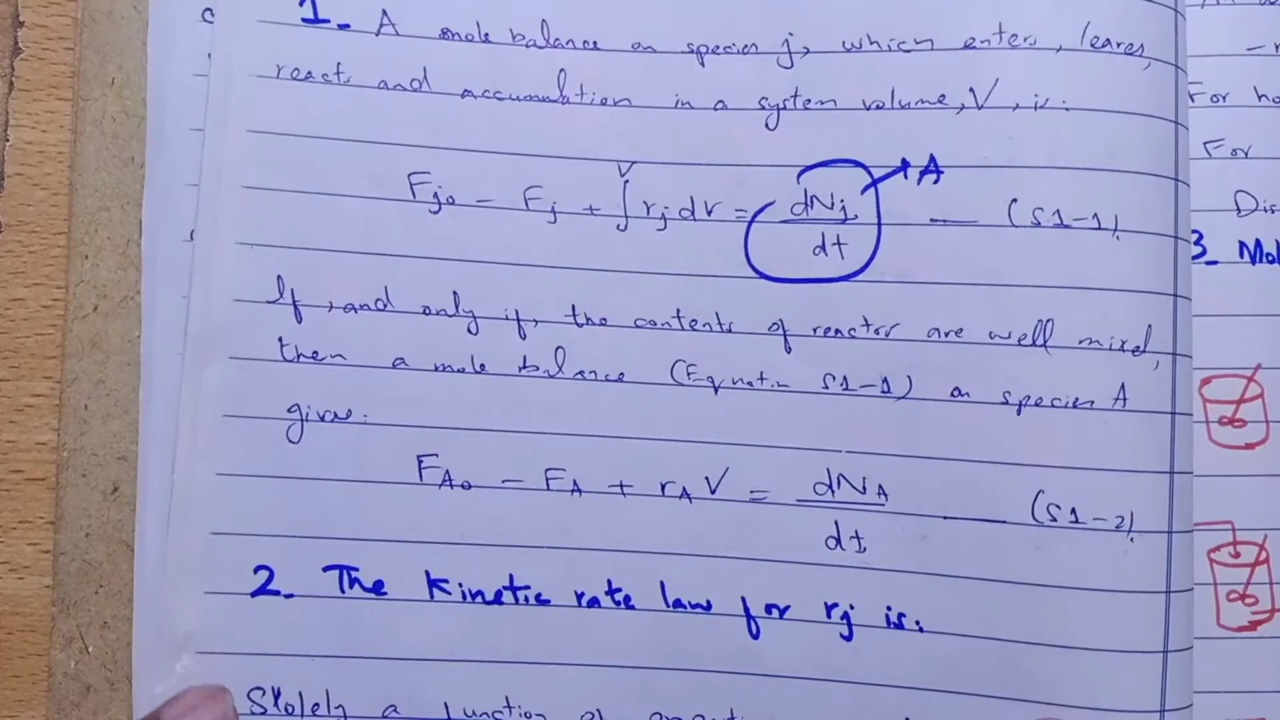 1- A mole balance on species j, which enters, leaves,
reacts and accumulation in a system volume, V, is:
V
Fj₀ - Fj + ∫ rj dv = dNj/dt — (S1-1).
→ A
If, and only if, the contents of reactor are well mixed,
then a mole balance (Equation S1-1) on species A
gives:
FA₀ - FA + rA V = dNA/dt — (S1-2).
2- The kinetic rate law for rj is:
a function of
For
For
Dis
3- Mol